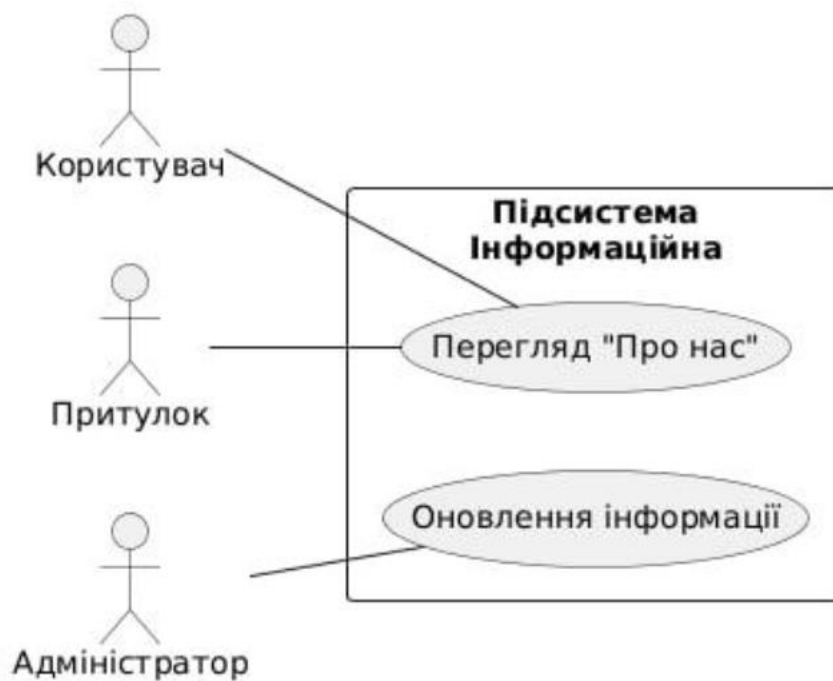 Користувач
Підсистема
Інформаційна
Перегляд "Про нас"
Притулок
Оновлення інформації
Адміністратор